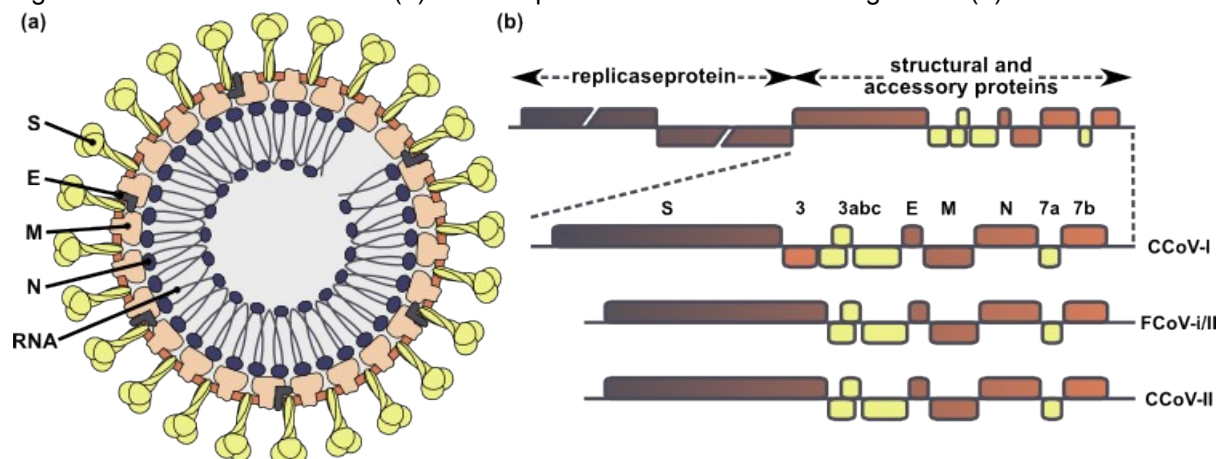 (a)
(b)
S
E
M
N
RNA
replicaseprotein
structural and
accessory proteins
S 3 3abc E M N 7a 7b
CCoV-I
FCoV-i/II
CCoV-II